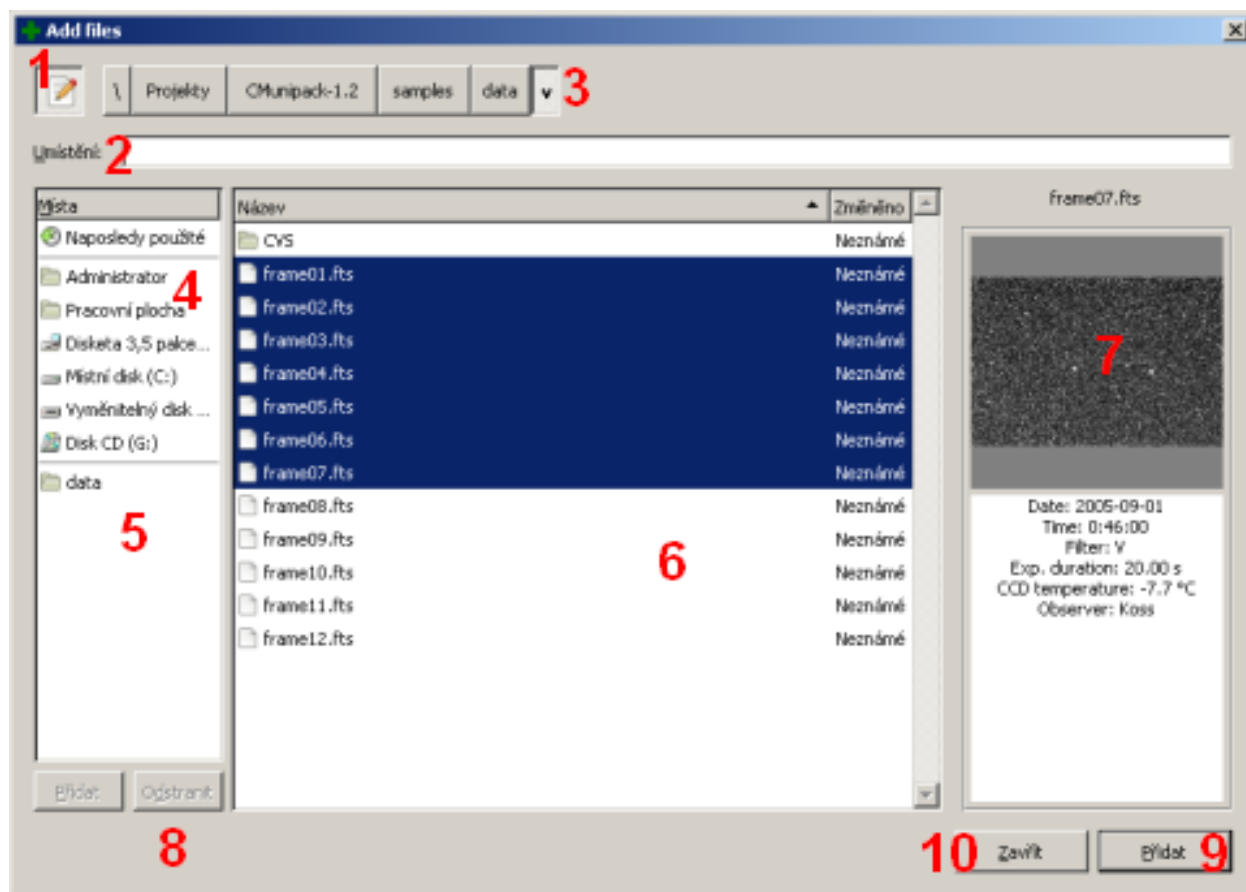 Add files
1
\ Projekty CMunipack-1.2 samples data v 3
Umístění: 2
Místa
Naposledy použité
Administrator
4
Pracovní plocha
Disketa 3,5 palce...
Místní disk (C:)
Vyměnitelný disk ...
Disk CD (G:)
data
5
Přidat Odstranit
8
Název Změněno
CVS Neznámé
frame01.fts Neznámé
frame02.fts Neznámé
frame03.fts Neznámé
frame04.fts Neznámé
frame05.fts Neznámé
frame06.fts Neznámé
frame07.fts Neznámé
frame08.fts Neznámé
frame09.fts Neznámé
frame10.fts Neznámé
frame11.fts Neznámé
frame12.fts Neznámé
6
frame07.fts
7
Date: 2005-09-01
Time: 0:46:00
Filter: V
Exp. duration: 20.00 s
CCD temperature: -7.7 °C
Observer: Koss
10 Zavřít Přidat 9